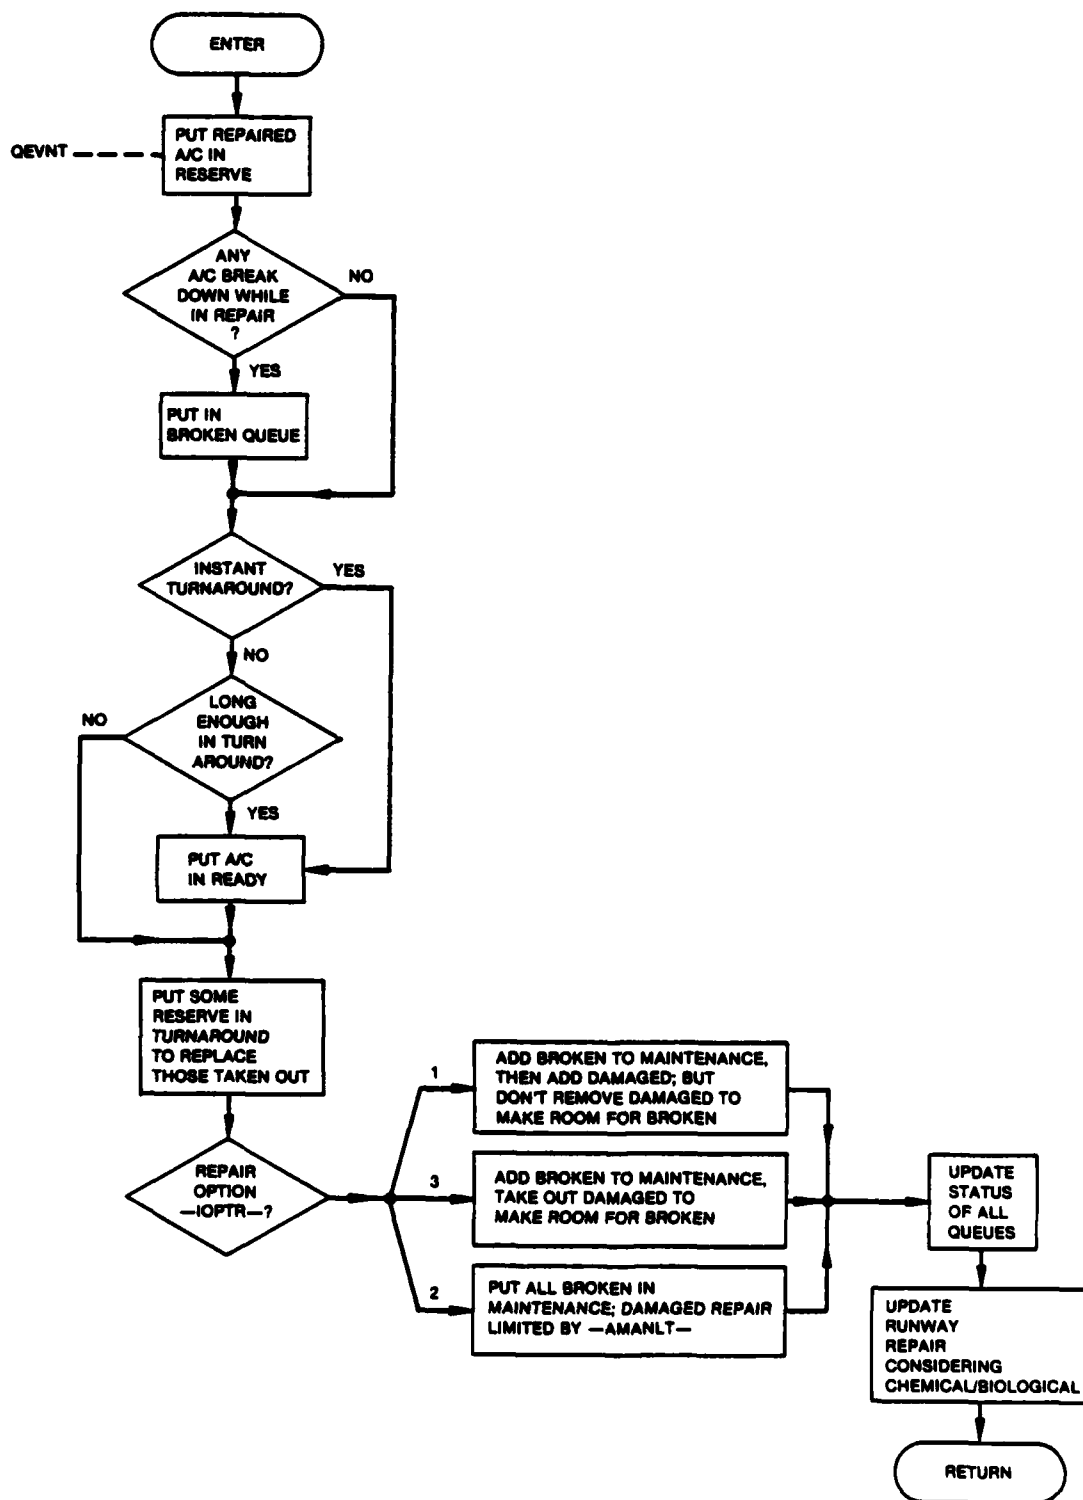 ENTER
QEVNT
PUT REPAIRED
A/C IN
RESERVE
ANY
A/C BREAK
DOWN WHILE
IN REPAIR
?
NO
YES
PUT IN
BROKEN QUEUE
INSTANT
TURNAROUND?
YES
NO
LONG
ENOUGH
IN TURN
AROUND?
NO
YES
PUT A/C
IN READY
PUT SOME
RESERVE IN
TURNAROUND
TO REPLACE
THOSE TAKEN OUT
REPAIR
OPTION
—IOPTR—?
1
ADD BROKEN TO MAINTENANCE,
THEN ADD DAMAGED; BUT
DON'T REMOVE DAMAGED TO
MAKE ROOM FOR BROKEN
3
ADD BROKEN TO MAINTENANCE,
TAKE OUT DAMAGED TO
MAKE ROOM FOR BROKEN
2
PUT ALL BROKEN IN
MAINTENANCE; DAMAGED REPAIR
LIMITED BY —AMANLT—
UPDATE
STATUS
OF ALL
QUEUES
UPDATE
RUNWAY
REPAIR
CONSIDERING
CHEMICAL/BIOLOGICAL
RETURN